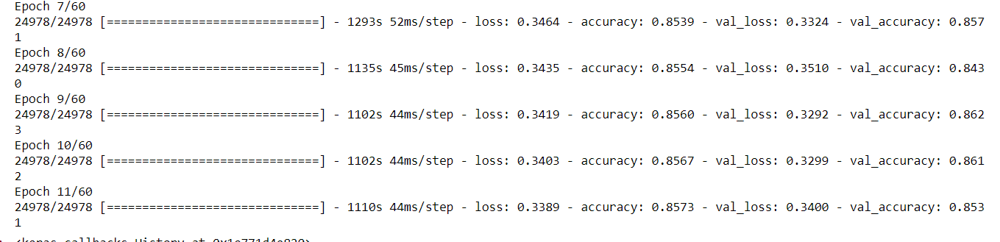 Epoch 7/60
24978/24978 [==============================] - 1293s 52ms/step - loss: 0.3464 - accuracy: 0.8539 - val_loss: 0.3324 - val_accuracy: 0.857
1
Epoch 8/60
24978/24978 [==============================] - 1135s 45ms/step - loss: 0.3435 - accuracy: 0.8554 - val_loss: 0.3510 - val_accuracy: 0.843
0
Epoch 9/60
24978/24978 [==============================] - 1102s 44ms/step - loss: 0.3419 - accuracy: 0.8560 - val_loss: 0.3292 - val_accuracy: 0.862
3
Epoch 10/60
24978/24978 [==============================] - 1102s 44ms/step - loss: 0.3403 - accuracy: 0.8567 - val_loss: 0.3299 - val_accuracy: 0.861
2
Epoch 11/60
24978/24978 [==============================] - 1110s 44ms/step - loss: 0.3389 - accuracy: 0.8573 - val_loss: 0.3400 - val_accuracy: 0.853
1
<keras.callbacks.History at